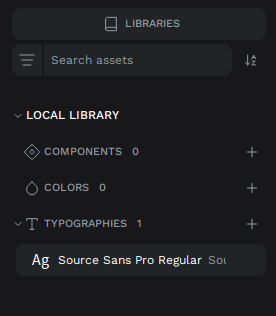 LIBRARIES
Search assets
LOCAL LIBRARY
COMPONENTS 0
COLORS 0
TYPOGRAPHIES 1
Ag Source Sans Pro Regular